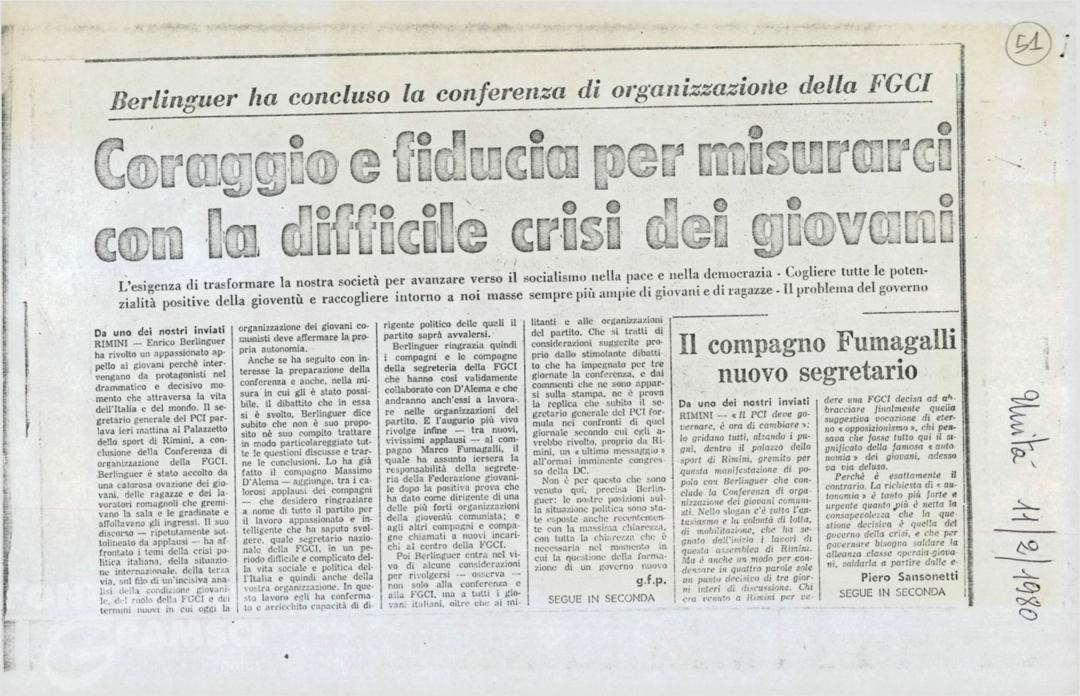 51
Berlinguer ha concluso la conferenza di organizzazione della FGCI
Coraggio e fiducia per misurarci
con la difficile crisi dei giovani
L'esigenza di trasformare la nostra società per avanzare verso il socialismo nella pace e nella democrazia - Cogliere tutte le poten-
zialità positive della gioventù e raccogliere intorno a noi masse sempre più ampie di giovani e di ragazze - Il problema del governo
Da uno dei nostri inviati
RIMINI — Enrico Berlinguer
ha rivolto un appassionato ap-
pello ai giovani perchè inter-
vengano da protagonisti nel
drammatico e decisivo mo-
mento che attraversa la vita
dell'Italia e del mondo. Il se-
gretario generale del PCI par-
lava ieri mattina al Palazzetto
dello sport di Rimini, a con-
clusione della Conferenza di
organizzazione della FGCI.
Berlinguer è stato accolto da
una calorosa ovazione dei gio-
vani, delle ragazze e dei la-
voratori romagnoli che gremi-
vano la sala e le gradinate e
affollavano gli ingressi. Il suo
discorso — ripetutamente sot-
tolineato da applausi — ha af-
frontato i temi della crisi po-
litica italiana, della situazio-
ne internazionale, della terza
via, sul filo di un'incisiva ana-
lisi della condizione giovani-
le, del ruolo della FGCI e dei
termini nuovi in cui oggi la
organizzazione dei giovani co-
munisti deve affermare la pro-
pria autonomia.
Anche se ha seguito con in-
teresse la preparazione della
conferenza e anche, nella mi-
sura in cui gli è stato possi-
bile, il dibattito che in essa
si è svolto, Berlinguer dice
subito che non è suo propo-
sito nè suo compito trattare
in modo particolareggiato tut-
te le questioni discusse e trar-
ne le conclusioni. Lo ha già
fatto il compagno Massimo
D'Alema — aggiunge, tra i ca-
lorosi applausi dei compagni
— che desidero ringraziare
a nome di tutto il partito per
il lavoro appassionato e in-
telligente che ha saputo svol-
gere, quale segretario nazio-
nale della FGCI, in un pe-
riodo difficile e complicato del-
la vita sociale e politica del-
l'Italia e quindi anche della
vostra organizzazione. In que-
sto lavoro egli ha conferma-
to e arricchito capacità di di-
rigente politico delle quali il
partito saprà avvalersi.
Berlinguer ringrazia quindi
i compagni e le compagne
della segreteria della FGCI
che hanno così validamente
collaborato con D'Alema e che
andranno anch'essi a lavora-
re nelle organizzazioni del
partito. E l'augurio più vivo
rivolge infine — tra nuovi,
vivissimi applausi — al com-
pagno Marco Fumagalli, il
quale ha assunto iersera la
responsabilità della segrete-
ria della Federazione giovani-
le dopo la positiva prova che
ha dato come dirigente di una
delle più forti organizzazioni
della gioventù comunista; e
agli altri compagni e compa-
gne chiamati a nuovi incari-
chi al centro della FGCI.
Poi Berlinguer entra nel vi-
vo di alcune considerazioni
per rivolgersi — osserva —
non solo alla conferenza e
alla FGCI, ma a tutti i gio-
vani italiani, oltre che ai mi-
litanti e alle organizzazioni
del partito. Che si tratti di
considerazioni suggerite pro-
prio dallo stimolante dibatti-
to che ha impegnato per tre
giornate la conferenza, e dai
commenti che ne sono appar-
si sulla stampa, ne è prova
la replica che subito il se-
gretario generale del PCI for-
mula nei confronti di quel
giornale secondo cui egli a-
vrebbe rivolto, proprio da Ri-
mini, un « ultimo messaggio »
all'ormai imminente congres-
so della DC.
Non è per questo che sono
venuto qui, precisa Berlin-
guer: le nostre posizioni sul-
la situazione politica sono sta-
te esposte anche recentemen-
te con la massima chiarezza,
con tutta la chiarezza che è
necessaria nel momento in
cui la questione della forma-
zione di un governo nuovo
g.f.p.
SEGUE IN SECONDA
Il compagno Fumagalli
nuovo segretario
Da uno dei nostri inviati
RIMINI — « Il PCI deve go-
vernare, è ora di cambiare »:
lo gridano tutti, alzando i pu-
gni, dentro il palazzo dello
sport di Rimini, gremito per
questa manifestazione di po-
polo con Berlinguer che con-
clude la Conferenza di orga-
nizzazione dei giovani comuni-
sti. Nello slogan c'è tutto l'en-
tusiasmo e la volontà di lotta,
di mobilitazione, che ha se-
gnato dall'inizio i lavori di
questa assemblea di Rimini.
Ma è anche un modo per con-
densare in quattro parole solo
un punto decisivo di tre gior-
ni interi di discussione. Chi
era venuto a Rimini per ve-
dere una FGCI decisa ad ab-
bracciare finalmente quella
suggestiva vocazione di eter-
no « opposizionismo », chi pen-
sava che fosse tutto qui il si-
gnificato della famosa « auto-
nomia » dei giovani, adesso
va via deluso.
Perchè è esattamente il
contrario. La richiesta di « au-
tonomia » è tanto più forte e
urgente quanto più è netta la
consapevolezza che la que-
stione decisiva è quella del
governo della crisi, e che per
governare bisogna saldare la
alleanza classe operaia-giova-
ni, saldarla a partire dalle e-
Piero Sansonetti
SEGUE IN SECONDA
Unità 11/2/1980